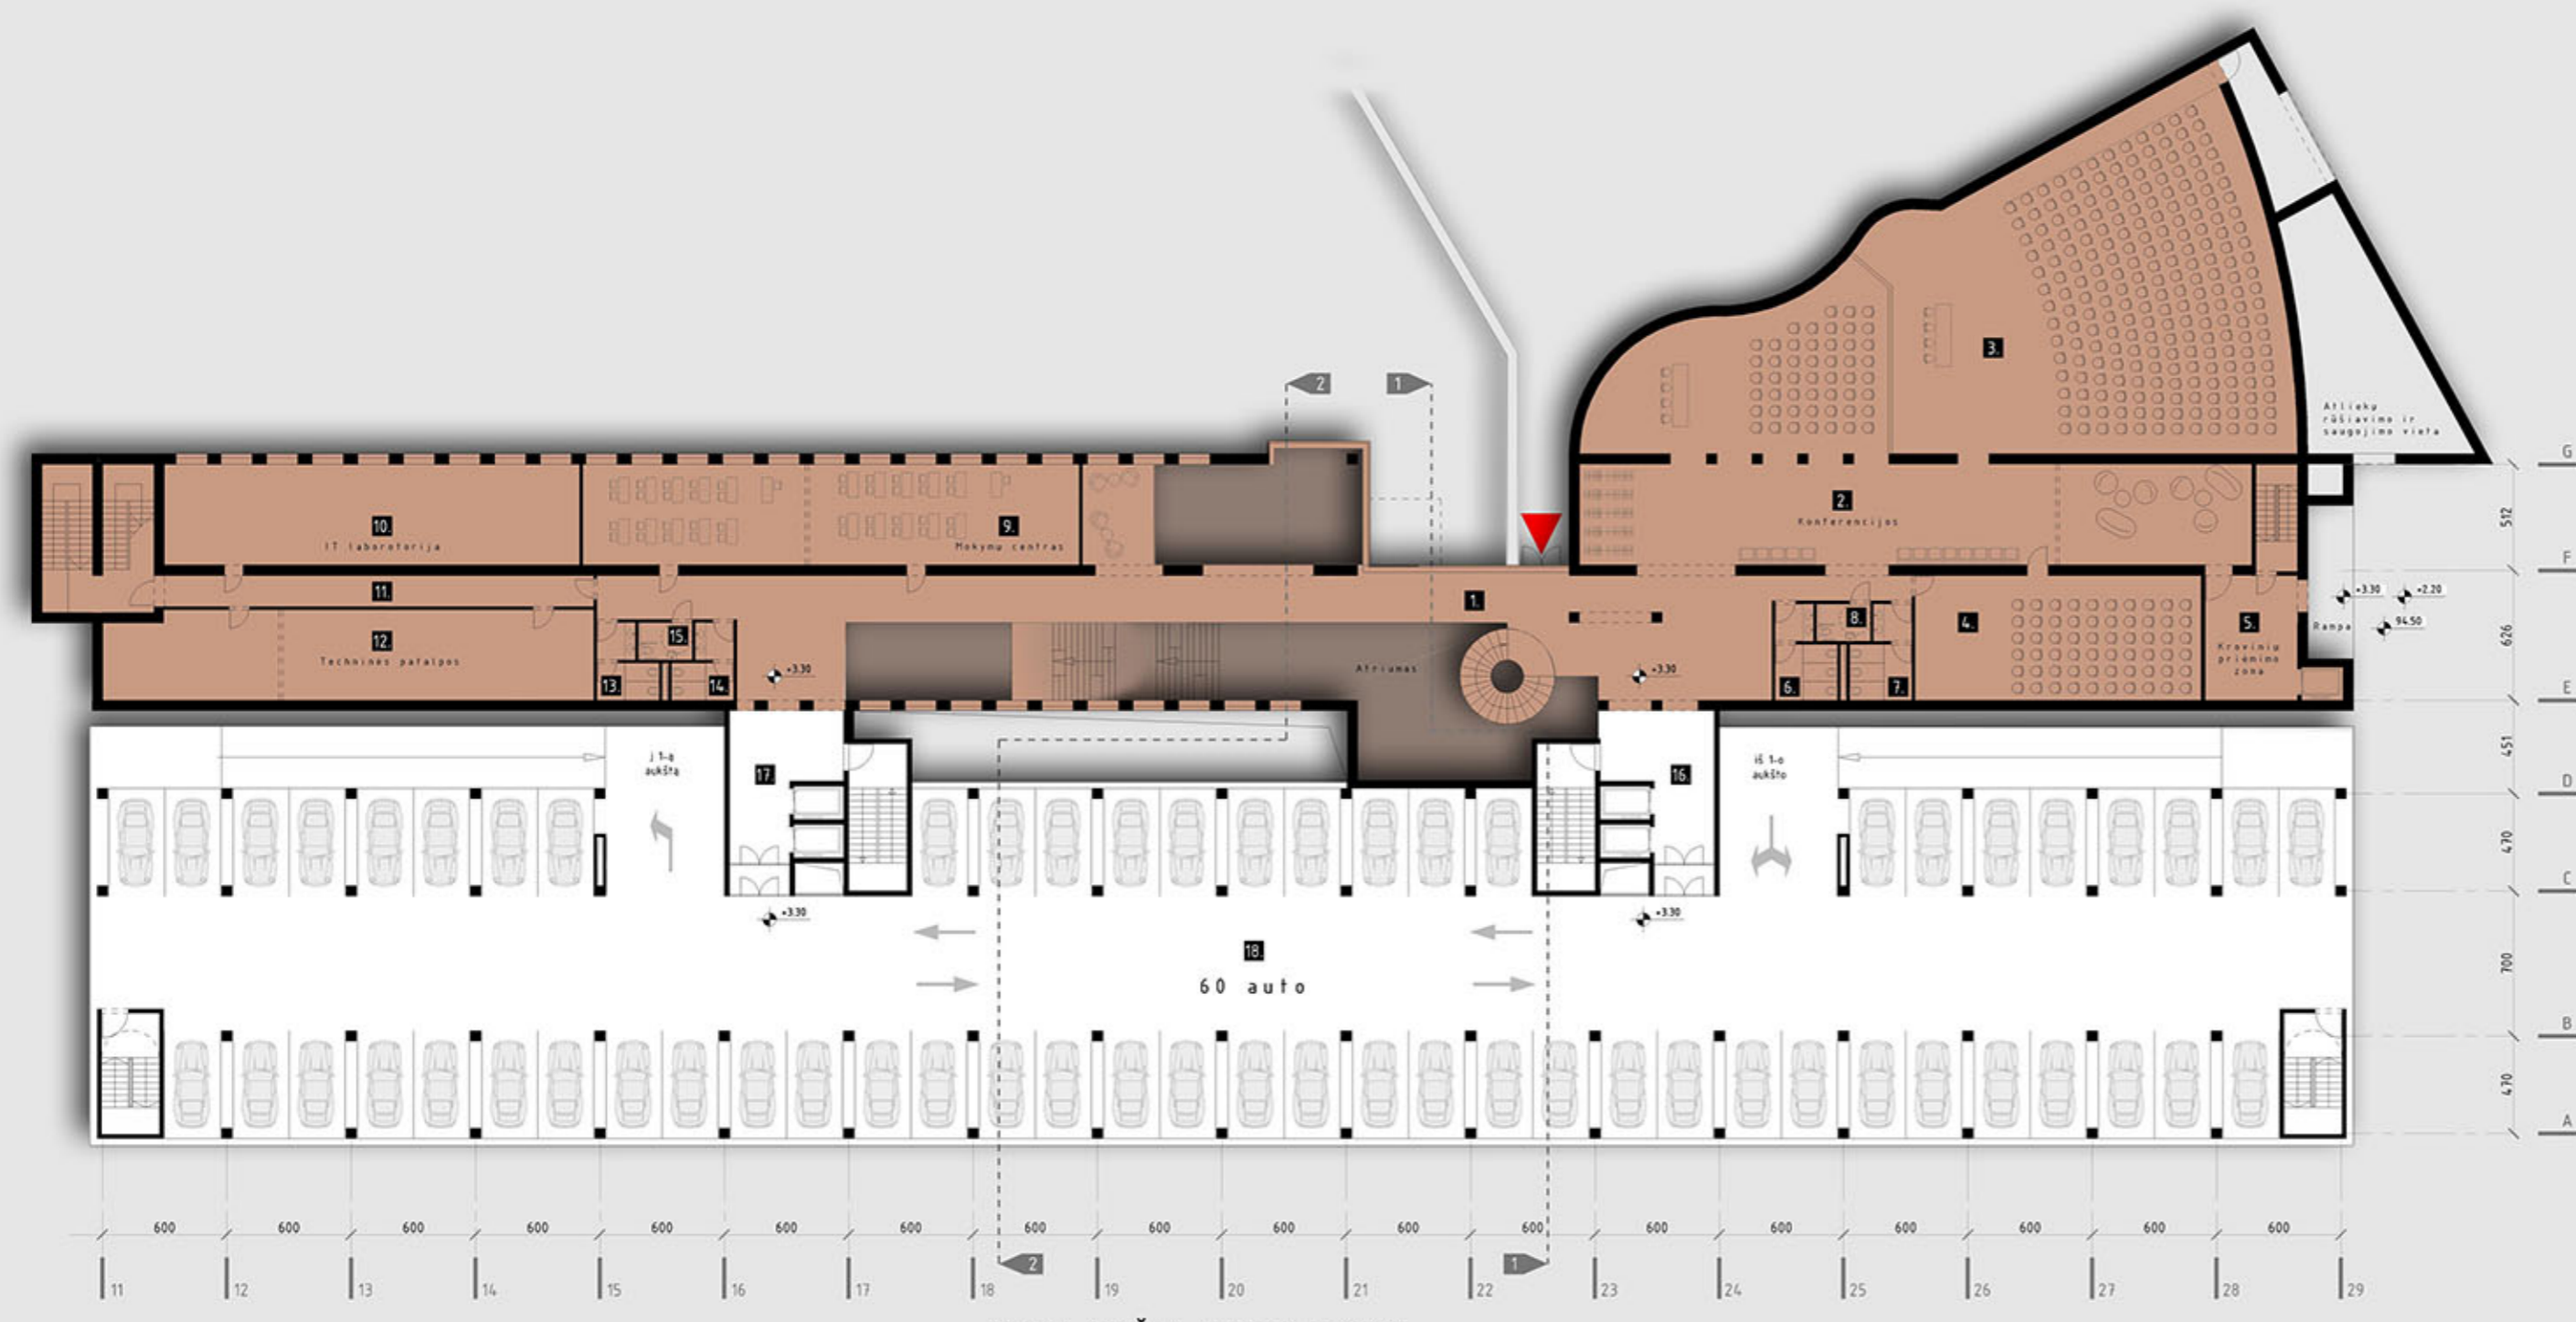 2
1
3.
Atliekų
rūšiavimo ir
saugojimo vieta
G
10.
IT laboratorija
9.
Mokymų centras
2.
Konferencijos
512
F
11.
1.
+3.30
+2.20
94.50
Rampa
12.
Techninės patalpos
15.
8.
4.
5.
Krovinių
priėmimo
zona
626
13.
14.
+3.30
Atriumas
+3.30
6.
7.
E
į 1-ą
aukštą
17.
16.
iš 1-o
aukšto
451
D
470
C
+3.30
+3.30
18.
60 auto
700
B
470
A
600 600 600 600 600 600 600 600 600 600 600 600 600 600 600 600 600 600
2
1
11 12 13 14 15 16 17 18 19 20 21 22 23 24 25 26 27 28 29